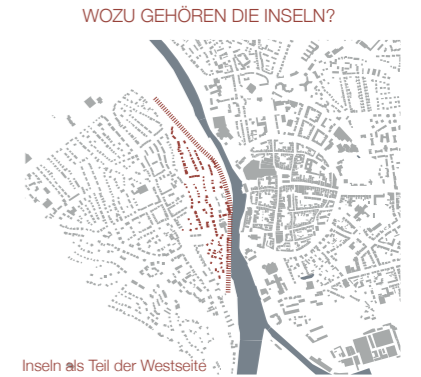 WOZU GEHÖREN DIE INSELN?
Inseln als Teil der Westseite